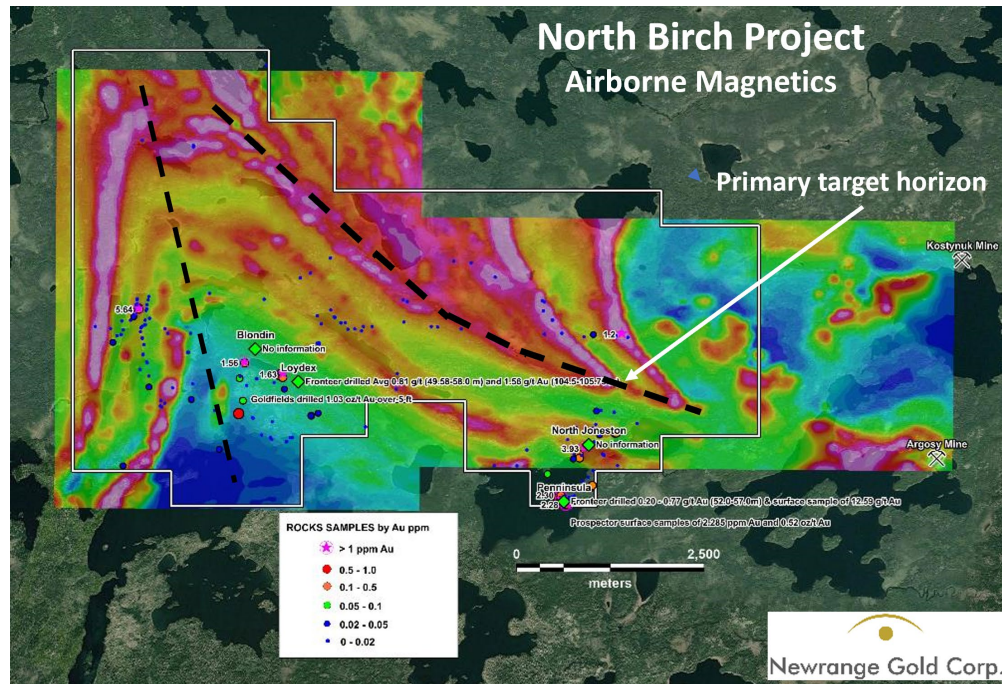 North Birch Project
Airborne Magnetics
Primary target horizon
Kostynuk Mine
5.64
1.2
Blondin
No information
1.56
Loydex
1.63
Fronteer drilled Avg 0.81 g/t (49.58-58.0 m) and 1.58 g/t Au (104.5-105.7
Goldfields drilled 1.03 oz/t Au over 5 ft
North Joneston
No information
3.93
Argosy Mine
Penninsula
2.30
Fronteer drilled 0.20 - 0.77 g/t Au (52.0-57.0m) & surface sample of 12.59 g/t Au
2.28
Prospector surface samples of 2.285 ppm Au and 0.52 oz/t Au
ROCKS SAMPLES by Au ppm
> 1 ppm Au
0.5 - 1.0
0.1 - 0.5
0.05 - 0.1
0.02 - 0.05
0 - 0.02
0 2,500
meters
Newrange Gold Corp.